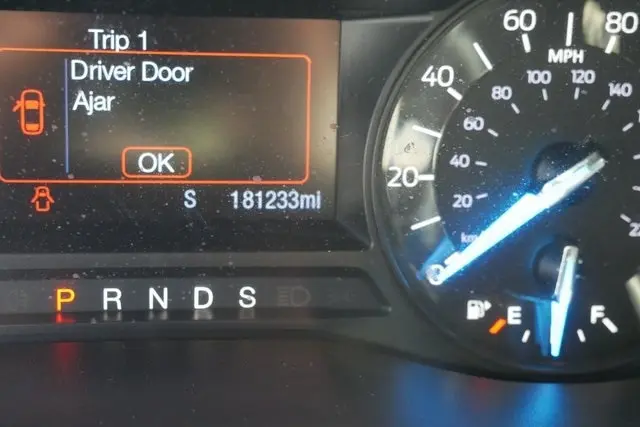 Trip 1
Driver Door
Ajar
OK
S 181233mi
P R N D S
0 20 40 60 80
MPH
20 40 60 80 100 120 140
km
E F